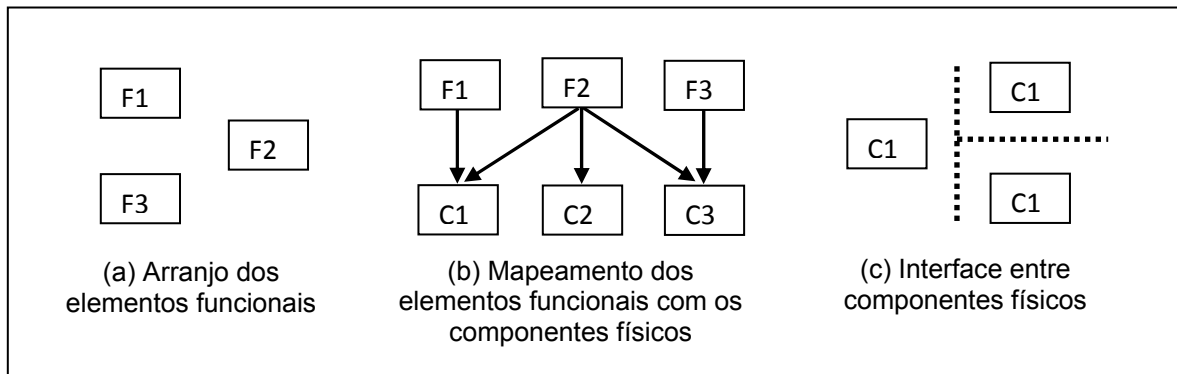 F1
F2
F3
(a) Arranjo dos
elementos funcionais
F1 F2 F3
C1 C2 C3
(b) Mapeamento dos
elementos funcionais com os
componentes físicos
C1
C1
C1
(c) Interface entre
componentes físicos